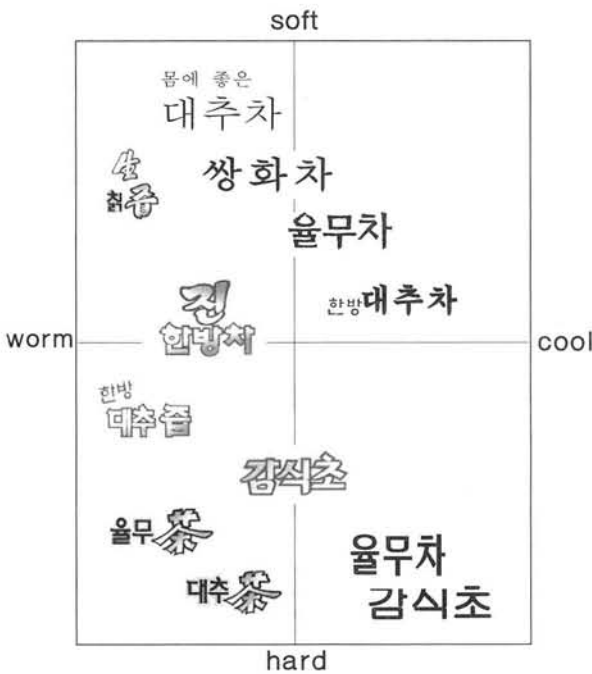 soft
몸에 좋은
대추차
生
칡즙
쌍화차
율무차
진
한방차
한방대추차
worm
cool
한방
대추즙
감식초
율무茶
대추茶
율무차
감식초
hard